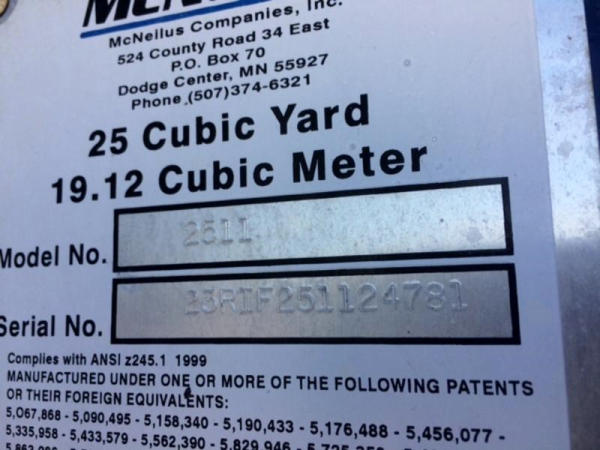 McNeilus Companies, Inc.
524 County Road 34 East
P.O. Box 70
Dodge Center, MN 55927
Phone (507)374-6321
25 Cubic Yard
19.12 Cubic Meter
Model No. 2511
Serial No. 13RIF251124781
Complies with ANSI z245.1 1999
MANUFACTURED UNDER ONE OR MORE OF THE FOLLOWING PATENTS
OR THEIR FOREIGN EQUIVALENTS:
5,067,868 - 5,090,495 - 5,158,340 - 5,190,433 - 5,176,488 - 5,456,077 -
5,335,958 - 5,433,579 - 5,562,390 - 5,829,946 -